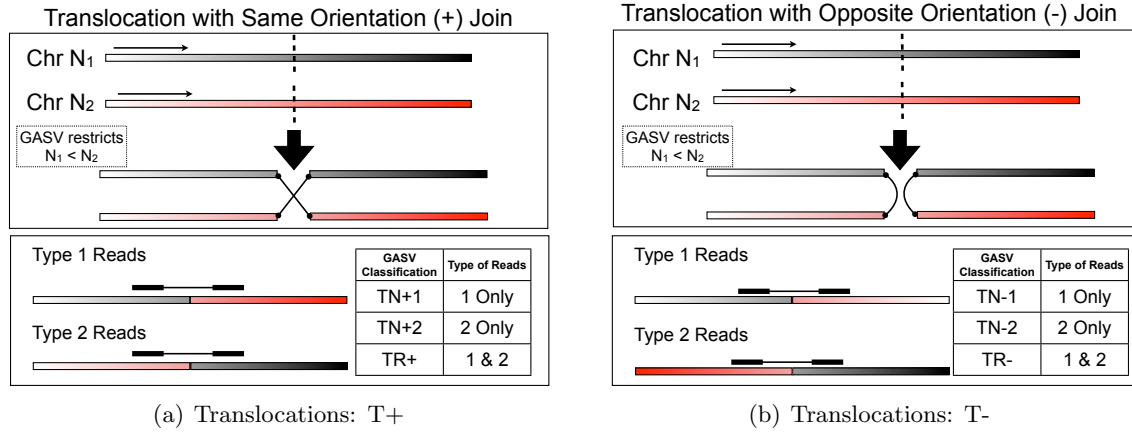 Translocation with Same Orientation (+) Join
Chr N1
Chr N2
GASV restricts
N1 < N2
Type 1 Reads
Type 2 Reads
GASV Classification | Type of Reads
TN+1 | 1 Only
TN+2 | 2 Only
TR+ | 1 & 2
(a) Translocations: T+
Translocation with Opposite Orientation (-) Join
Chr N1
Chr N2
GASV restricts
N1 < N2
Type 1 Reads
Type 2 Reads
GASV Classification | Type of Reads
TN-1 | 1 Only
TN-2 | 2 Only
TR- | 1 & 2
(b) Translocations: T-